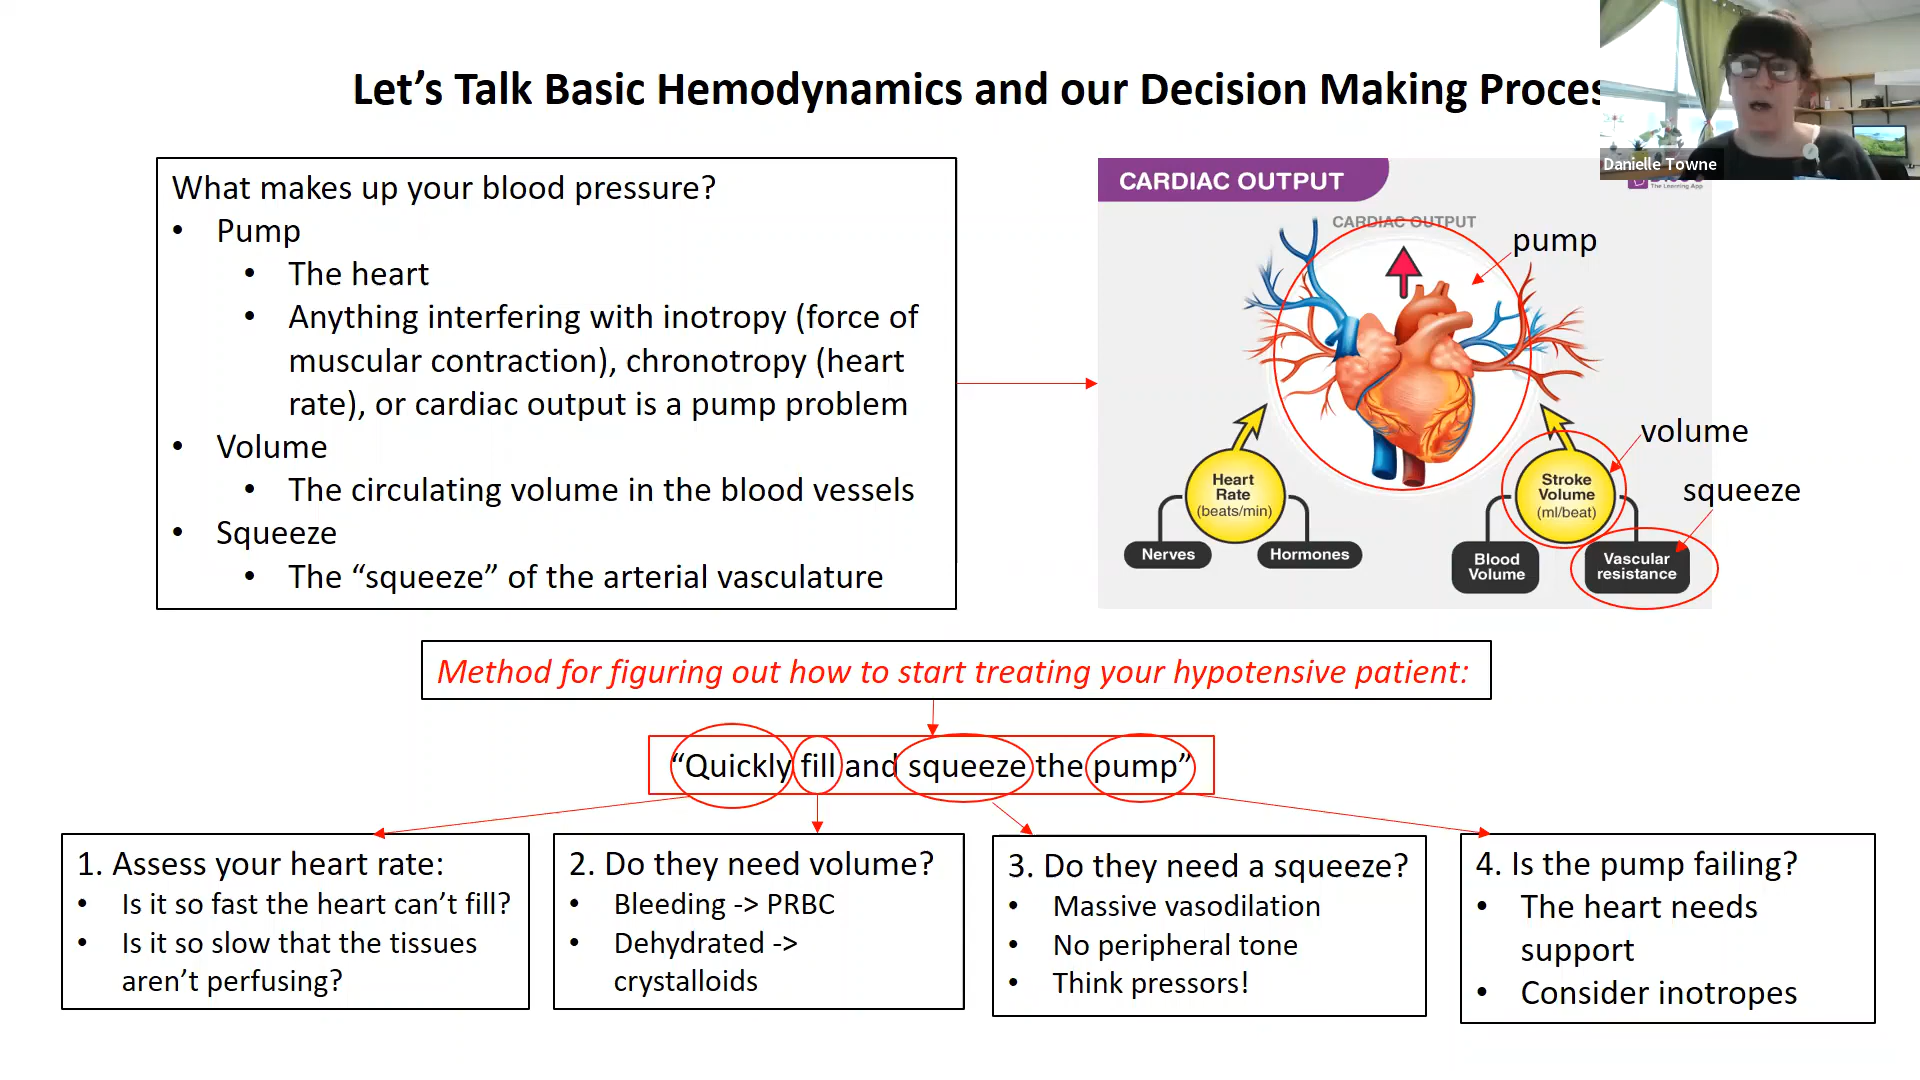 Let's Talk Basic Hemodynamics and our Decision Making Proces
Danielle Towne
What makes up your blood pressure?
• Pump
• The heart
• Anything interfering with inotropy (force of
muscular contraction), chronotropy (heart
rate), or cardiac output is a pump problem
• Volume
• The circulating volume in the blood vessels
• Squeeze
• The “squeeze” of the arterial vasculature
CARDIAC OUTPUT
The Learning App
CARDIAC OUTPUT
pump
volume
squeeze
Heart
Rate
(beats/min)
Nerves
Hormones
Stroke
Volume
(ml/beat)
Blood
Volume
Vascular
resistance
Method for figuring out how to start treating your hypotensive patient:
“Quickly fill and squeeze the pump”
1. Assess your heart rate:
• Is it so fast the heart can’t fill?
• Is it so slow that the tissues
aren’t perfusing?
2. Do they need volume?
• Bleeding -> PRBC
• Dehydrated ->
crystalloids
3. Do they need a squeeze?
• Massive vasodilation
• No peripheral tone
• Think pressors!
4. Is the pump failing?
• The heart needs
support
• Consider inotropes